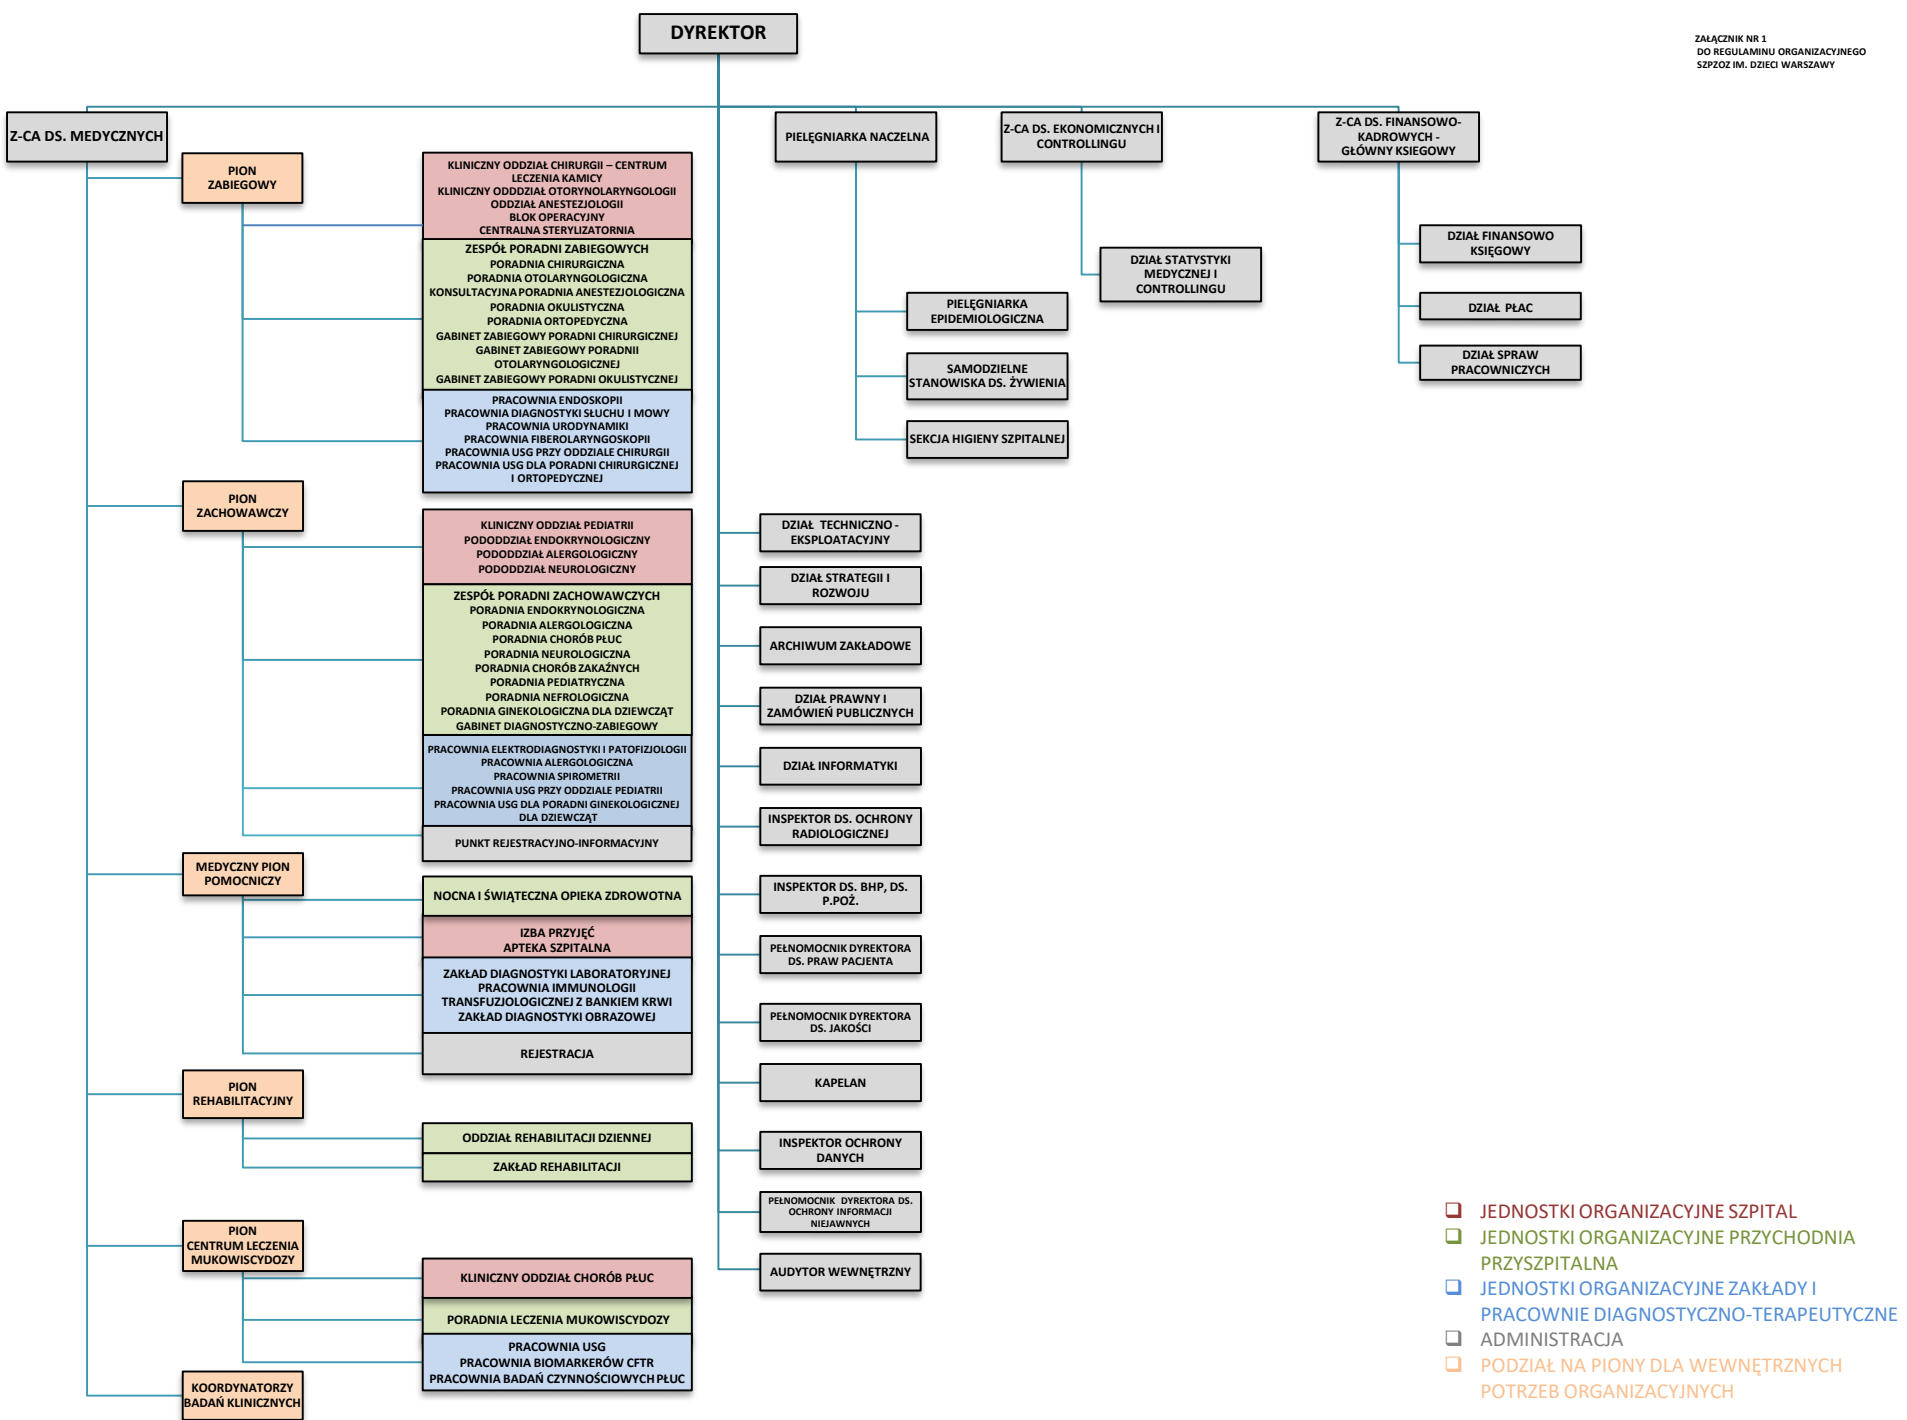 DYREKTOR
ZAŁĄCZNIK NR 1
DO REGULAMINU ORGANIZACYJNEGO
SZPZOZ IM. DZIECI WARSZAWY
Z-CA DS. MEDYCZNYCH
PIELĘGNIARKA NACZELNA
Z-CA DS. EKONOMICZNYCH I
CONTROLLINGU
Z-CA DS. FINANSOWO-
KADROWYCH -
GŁÓWNY KSIEGOWY
PION
ZABIEGOWY
KLINICZNY ODDZIAŁ CHIRURGII – CENTRUM
LECZENIA KAMICY
KLINICZNY ODDDZIAŁ OTORYNOLARYNGOLOGII
ODDZIAŁ ANESTEZJOLOGII
BLOK OPERACYJNY
CENTRALNA STERYLIZATORNIA
ZESPÓŁ PORADNI ZABIEGOWYCH
PORADNIA CHIRURGICZNA
PORADNIA OTOLARYNGOLOGICZNA
KONSULTACYJNA PORADNIA ANESTEZJOLOGICZNA
PORADNIA OKULISTYCZNA
PORADNIA ORTOPEDYCZNA
GABINET ZABIEGOWY PORADNI CHIRURGICZNEJ
GABINET ZABIEGOWY PORADNII
OTOLARYNGOLOGICZNEJ
GABINET ZABIEGOWY PORADNI OKULISTYCZNEJ
PRACOWNIA ENDOSKOPII
PRACOWNIA DIAGNOSTYKI SŁUCHU I MOWY
PRACOWNIA URODYNAMIKI
PRACOWNIA FIBEROLARYNGOSKOPII
PRACOWNIA USG PRZY ODDZIALE CHIRURGII
PRACOWNIA USG DLA PORADNI CHIRURGICZNEJ
I ORTOPEDYCZNEJ
PION
ZACHOWAWCZY
KLINICZNY ODDZIAŁ PEDIATRII
PODODDZIAŁ ENDOKRYNOLOGICZNY
PODODDZIAŁ ALERGOLOGICZNY
PODODDZIAŁ NEUROLOGICZNY
ZESPÓŁ PORADNI ZACHOWAWCZYCH
PORADNIA ENDOKRYNOLOGICZNA
PORADNIA ALERGOLOGICZNA
PORADNIA CHORÓB PŁUC
PORADNIA NEUROLOGICZNA
PORADNIA CHORÓB ZAKAŹNYCH
PORADNIA PEDIATRYCZNA
PORADNIA NEFROLOGICZNA
PORADNIA GINEKOLOGICZNA DLA DZIEWCZĄT
GABINET DIAGNOSTYCZNO-ZABIEGOWY
PRACOWNIA ELEKTRODIAGNOSTYKI I PATOFIZJOLOGII
PRACOWNIA ALERGOLOGICZNA
PRACOWNIA SPIROMETRII
PRACOWNIA USG PRZY ODDZIALE PEDIATRII
PRACOWNIA USG DLA PORADNI GINEKOLOGICZNEJ
DLA DZIEWCZĄT
PUNKT REJESTRACYJNO-INFORMACYJNY
MEDYCZNY PION
POMOCNICZY
NOCNA I ŚWIĄTECZNA OPIEKA ZDROWOTNA
IZBA PRZYJĘĆ
APTEKA SZPITALNA
ZAKŁAD DIAGNOSTYKI LABORATORYJNEJ
PRACOWNIA IMMUNOLOGII
TRANSFUZJOLOGICZNEJ Z BANKIEM KRWI
ZAKŁAD DIAGNOSTYKI OBRAZOWEJ
REJESTRACJA
PION
REHABILITACYJNY
ODDZIAŁ REHABILITACJI DZIENNEJ
ZAKŁAD REHABILITACJI
PION
CENTRUM LECZENIA
MUKOWISCYDOZY
KLINICZNY ODDZIAŁ CHORÓB PŁUC
PORADNIA LECZENIA MUKOWISCYDOZY
PRACOWNIA USG
PRACOWNIA BIOMARKERÓW CFTR
PRACOWNIA BADAŃ CZYNNOŚCIOWYCH PŁUC
KOORDYNATORZY
BADAŃ KLINICZNYCH
PIELĘGNIARKA
EPIDEMIOLOGICZNA
SAMODZIELNE
STANOWISKA DS. ŻYWIENIA
SEKCJA HIGIENY SZPITALNEJ
DZIAŁ STATYSTYKI
MEDYCZNEJ I
CONTROLLINGU
DZIAŁ FINANSOWO
KSIĘGOWY
DZIAŁ PŁAC
DZIAŁ SPRAW
PRACOWNICZYCH
DZIAŁ TECHNICZNO -
EKSPLOATACYJNY
DZIAŁ STRATEGII I
ROZWOJU
ARCHIWUM ZAKŁADOWE
DZIAŁ PRAWNY I
ZAMÓWIEŃ PUBLICZNYCH
DZIAŁ INFORMATYKI
INSPEKTOR DS. OCHRONY
RADIOLOGICZNEJ
INSPEKTOR DS. BHP, DS.
P.POŻ.
PEŁNOMOCNIK DYREKTORA
DS. PRAW PACJENTA
PEŁNOMOCNIK DYREKTORA
DS. JAKOŚCI
KAPELAN
INSPEKTOR OCHRONY
DANYCH
PEŁNOMOCNIK DYREKTORA DS.
OCHRONY INFORMACJI
NIEJAWNYCH
AUDYTOR WEWNĘTRZNY
JEDNOSTKI ORGANIZACYJNE SZPITAL
JEDNOSTKI ORGANIZACYJNE PRZYCHODNIA
PRZYSZPITALNA
JEDNOSTKI ORGANIZACYJNE ZAKŁADY I
PRACOWNIE DIAGNOSTYCZNO-TERAPEUTYCZNE
ADMINISTRACJA
PODZIAŁ NA PIONY DLA WEWNĘTRZNYCH
POTRZEB ORGANIZACYJNYCH